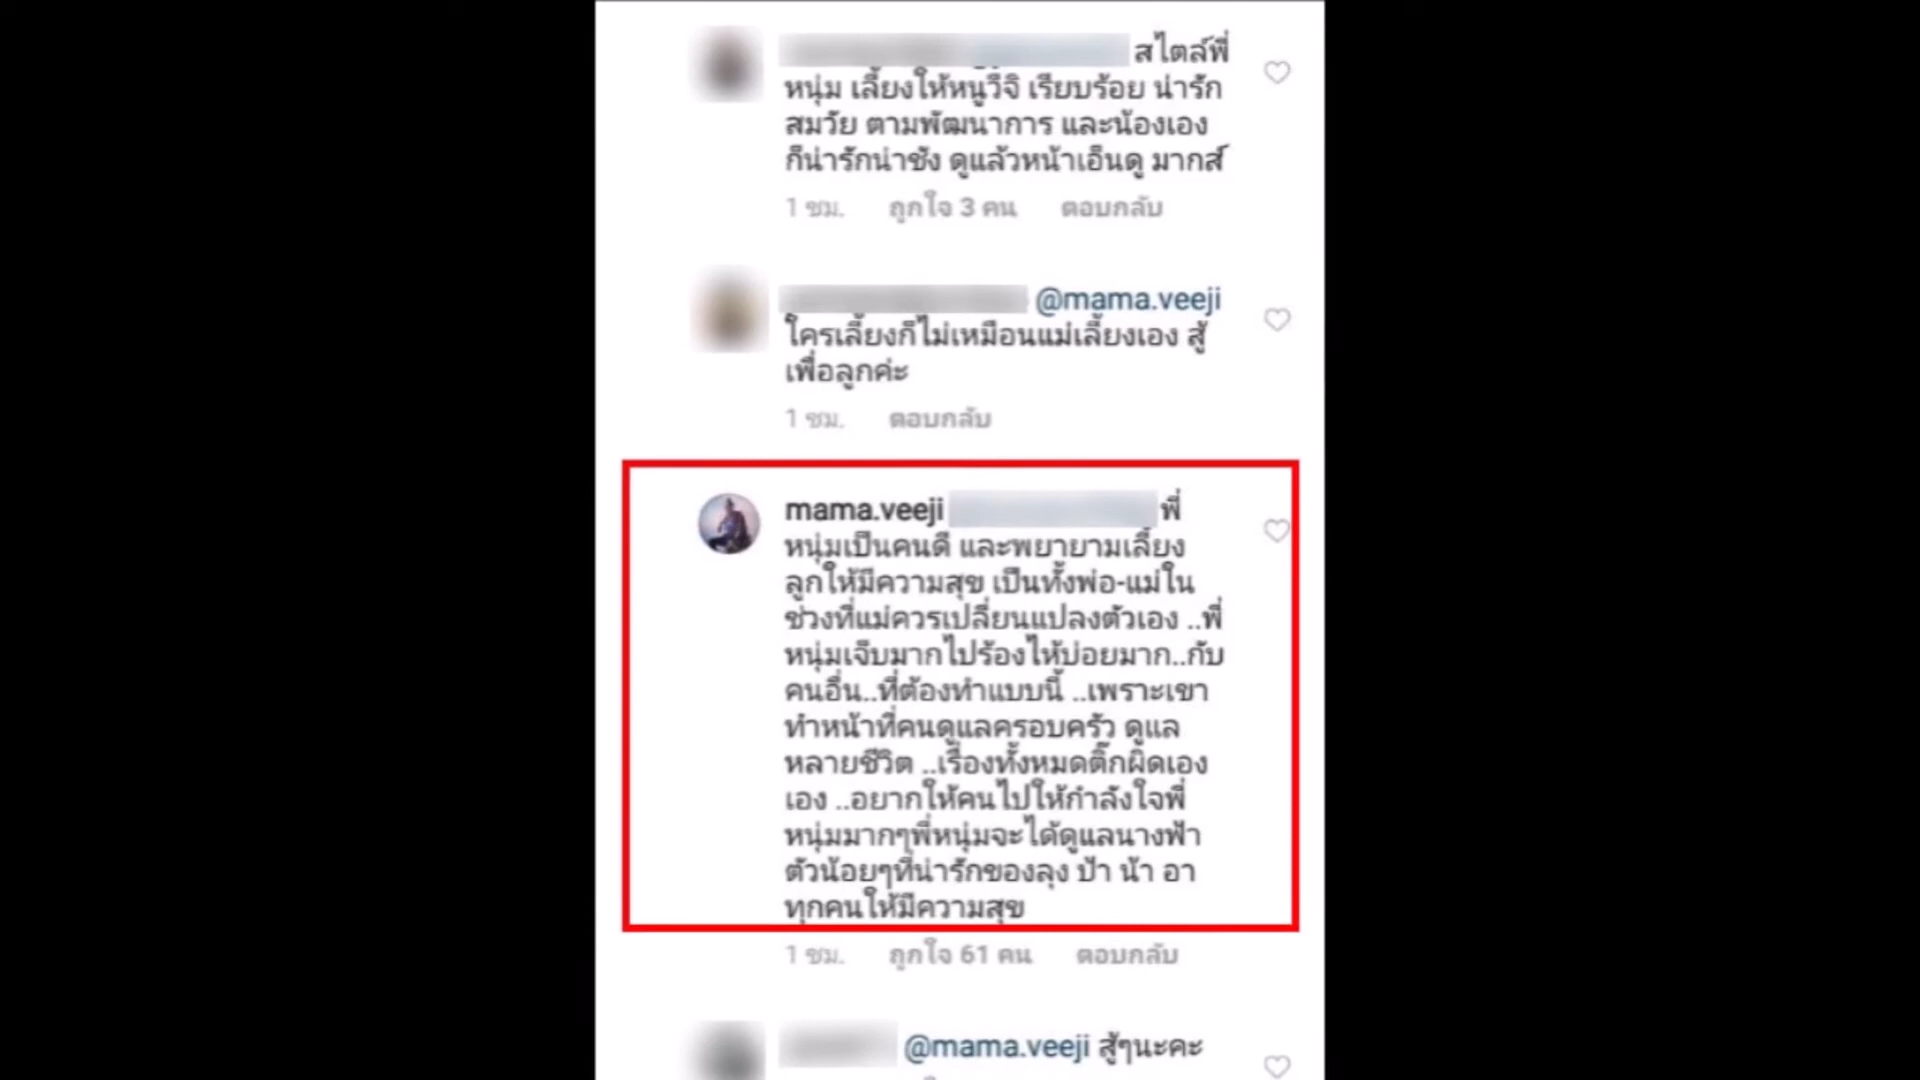 สไตล์พี่
หนุ่ม เลี้ยงให้หนูวีจิ เรียบร้อย น่ารัก
สมวัย ตามพัฒนาการ และน้องเอง
ก็น่ารักน่าชัง ดูแล้วหน้าเอ็นดู มากส์
1 ชม. ถูกใจ 3 คน ตอบกลับ
@mama.veeji
ใครเลี้ยงก็ไม่เหมือนแม่เลี้ยงเอง สู้
เพื่อลูกค่ะ
1 ชม. ตอบกลับ
mama.veeji พี่
หนุ่มเป็นคนดี และพยายามเลี้ยง
ลูกให้มีความสุข เป็นทั้งพ่อ-แม่ใน
ช่วงที่แม่ควรเปลี่ยนแปลงตัวเอง ..พี่
หนุ่มเจ็บมากไปร้องไห้บ่อยมาก..กับ
คนอื่น..ที่ต้องทำแบบนี้ ..เพราะเขา
ทำหน้าที่คนดูแลครอบครัว ดูแล
หลายชีวิต ..เรื่องทั้งหมดติ๊กผิดเอง
เอง ..อยากให้คนไปให้กำลังใจพี่
หนุ่มมากๆพี่หนุ่มจะได้ดูแลนางฟ้า
ตัวน้อยๆที่น่ารักของลุง ป้า น้า อา
ทุกคนให้มีความสุข
1 ชม. ถูกใจ 61 คน ตอบกลับ
@mama.veeji สู้ๆนะคะ